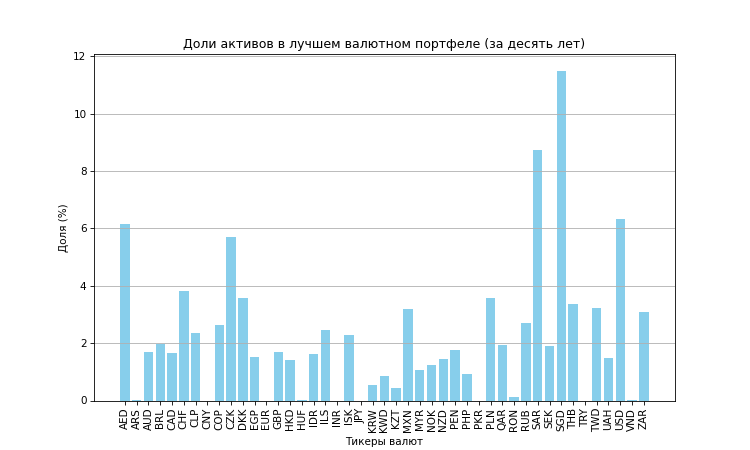 Доли активов в лучшем валютном портфеле (за десять лет)
Доля (%)
12
10
8
6
4
2
0
AED ARS AUD BRL CAD CHF CLP CNY COP CZK DKK EGP EUR GBP HKD HUF IDR ILS INR ISK JPY KRW KWD KZT MXN MYR NOK NZD PEN PHP PKR PLN QAR RON RUB SAR SEK SGD THB TRY TWD UAH USD VND ZAR
Тикеры валют